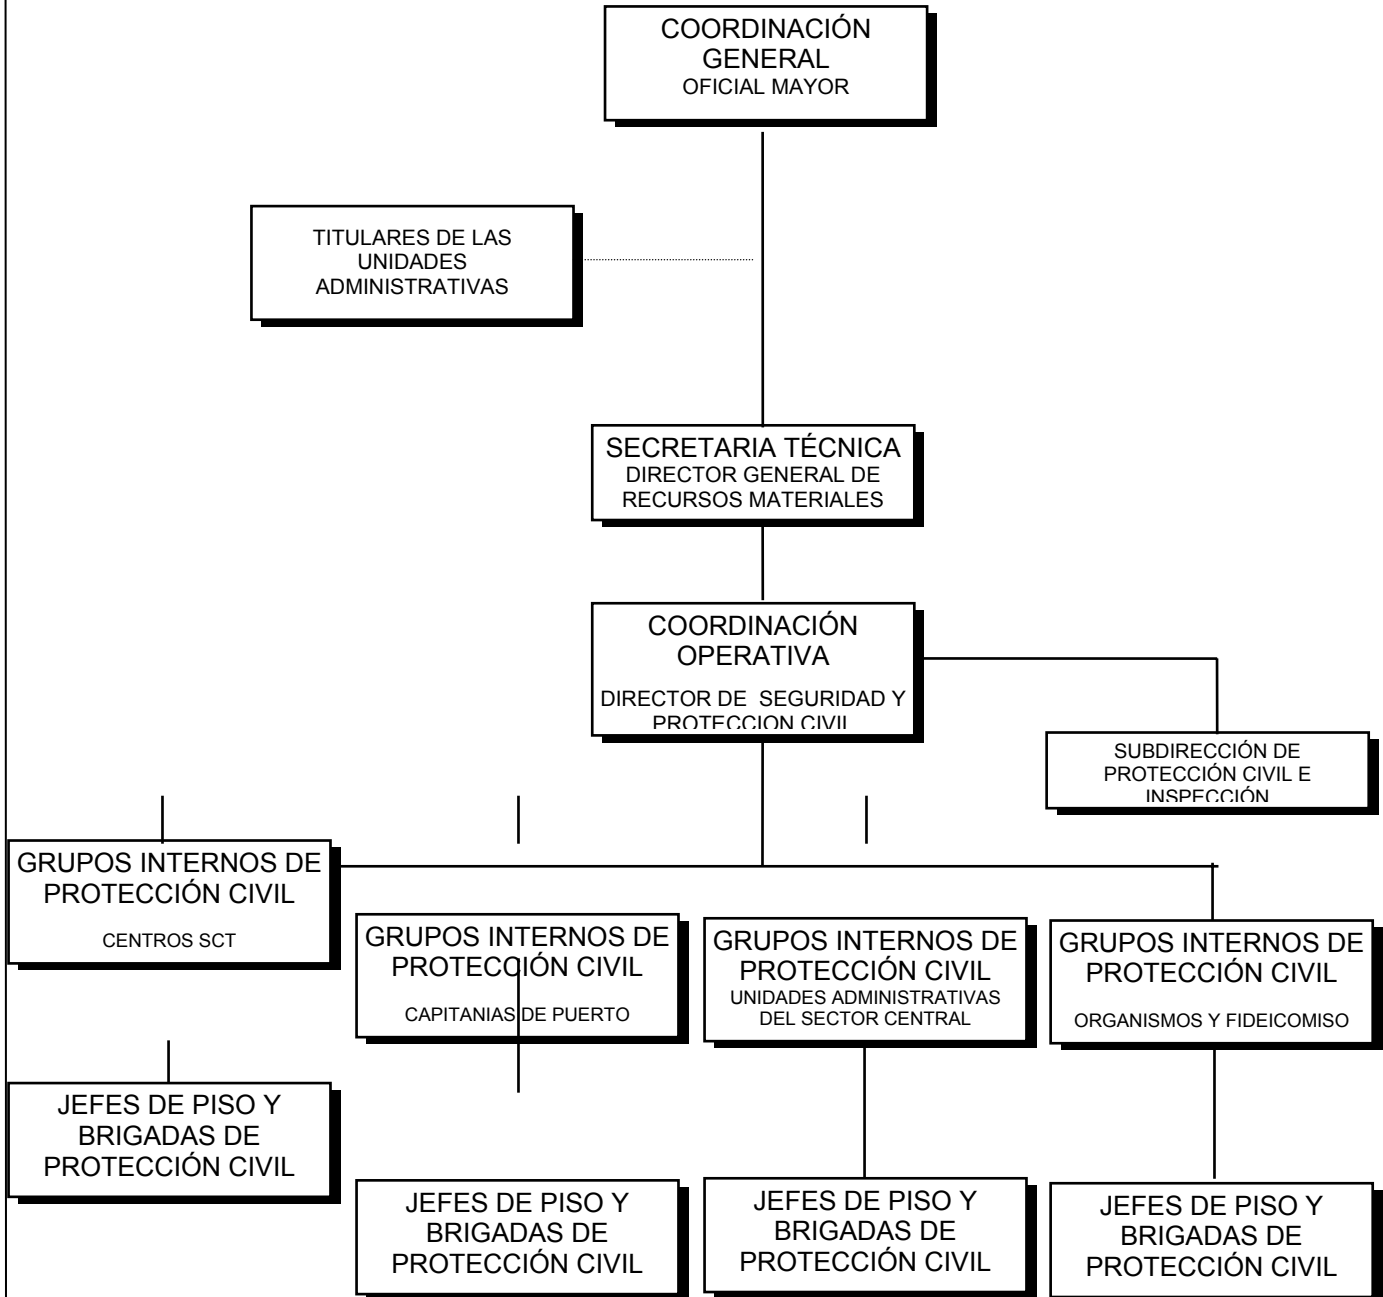 COORDINACIÓN
GENERAL
OFICIAL MAYOR
TITULARES DE LAS
UNIDADES
ADMINISTRATIVAS
SECRETARIA TÉCNICA
DIRECTOR GENERAL DE
RECURSOS MATERIALES
COORDINACIÓN
OPERATIVA
DIRECTOR DE SEGURIDAD Y
PROTECCION CIVIL
SUBDIRECCIÓN DE
PROTECCIÓN CIVIL E
INSPECCIÓN
GRUPOS INTERNOS DE
PROTECCIÓN CIVIL
CENTROS SCT
GRUPOS INTERNOS DE
PROTECCIÓN CIVIL
CAPITANIAS DE PUERTO
GRUPOS INTERNOS DE
PROTECCIÓN CIVIL
UNIDADES ADMINISTRATIVAS
DEL SECTOR CENTRAL
GRUPOS INTERNOS DE
PROTECCIÓN CIVIL
ORGANISMOS Y FIDEICOMISO
JEFES DE PISO Y
BRIGADAS DE
PROTECCIÓN CIVIL
JEFES DE PISO Y
BRIGADAS DE
PROTECCIÓN CIVIL
JEFES DE PISO Y
BRIGADAS DE
PROTECCIÓN CIVIL
JEFES DE PISO Y
BRIGADAS DE
PROTECCIÓN CIVIL